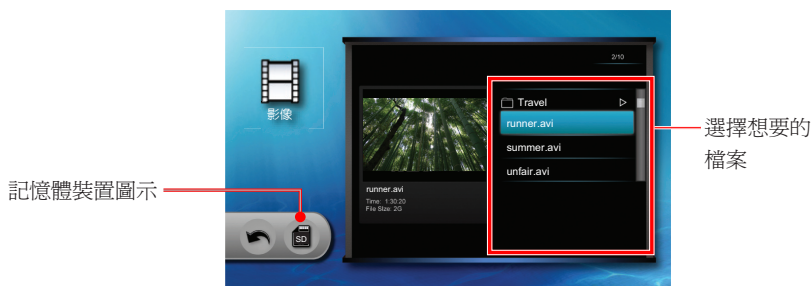 2/10
影像
Travel
runner.avi
summer.avi
unfair.avi
選擇想要的
檔案
runner.avi
Time: 1:30:20
File Size: 2G
記憶體裝置圖示
SD